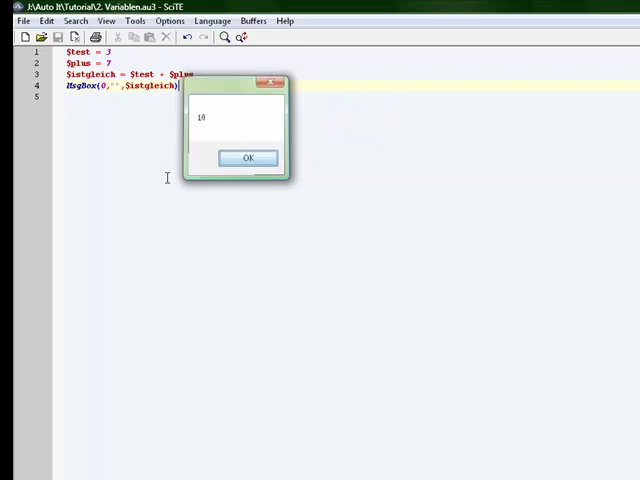 J:\Auto It\Tutorial\2. Variablen.au3 - SciTE
File Edit Search View Tools Options Language Buffers Help
1 $test = 3
2 $plus = 7
3 $istgleich = $test + $plus
4 MsgBox(0,"",$istgleich)
5
10
OK